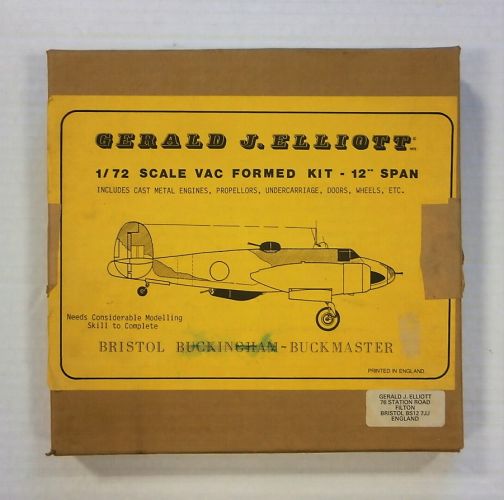 GERALD J. ELLIOTT
1/72 SCALE VAC FORMED KIT - 12" SPAN
INCLUDES CAST METAL ENGINES, PROPELLORS, UNDERCARRIAGE, DOORS, WHEELS, ETC.
Needs Considerable Modelling
Skill to Complete
BRISTOL BUCKINGHAM-BUCKMASTER
PRINTED IN ENGLAND.
GERALD J. ELLIOTT
76 STATION ROAD
FILTON
BRISTOL BS12 7JJ
ENGLAND